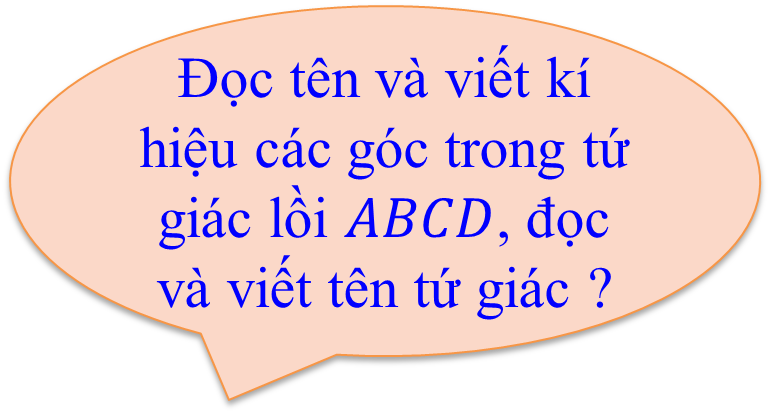 Đọc tên và viết kí
hiệu các góc trong tứ
giác lồi 𝐴𝐵𝐶𝐷, đọc
và viết tên tứ giác ?